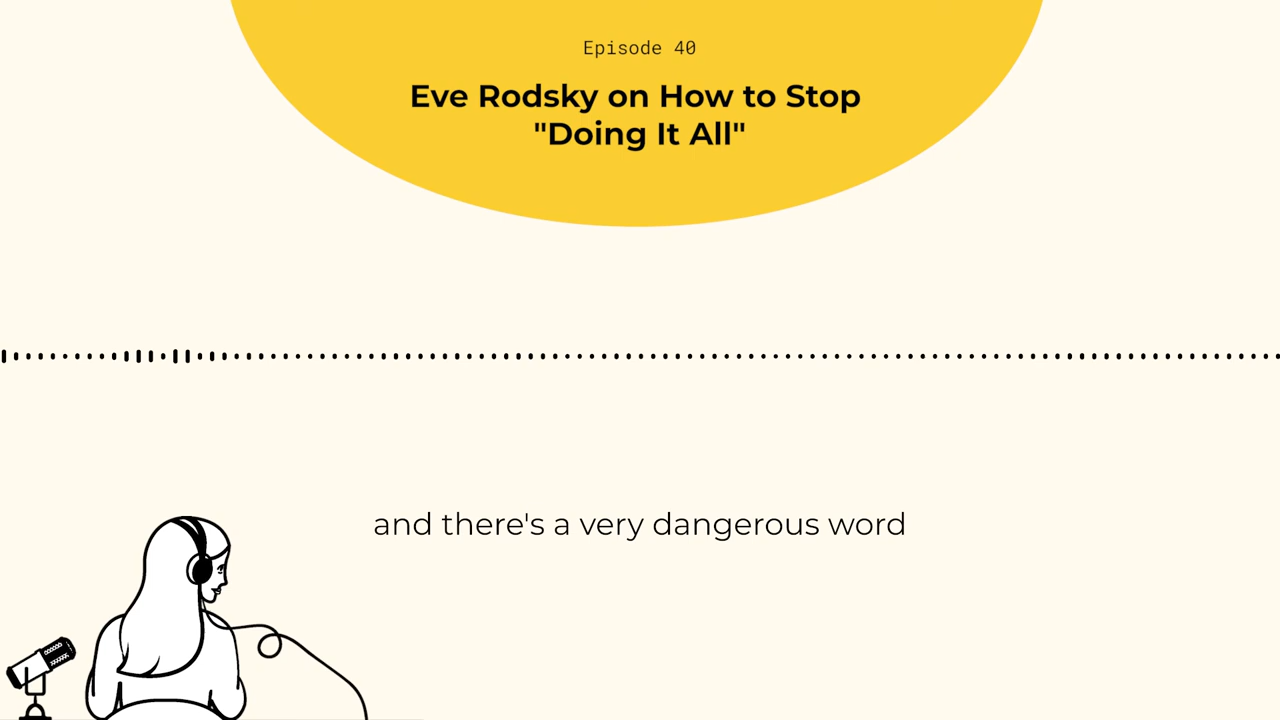 Episode 40
Eve Rodsky on How to Stop
"Doing It All"
and there's a very dangerous word